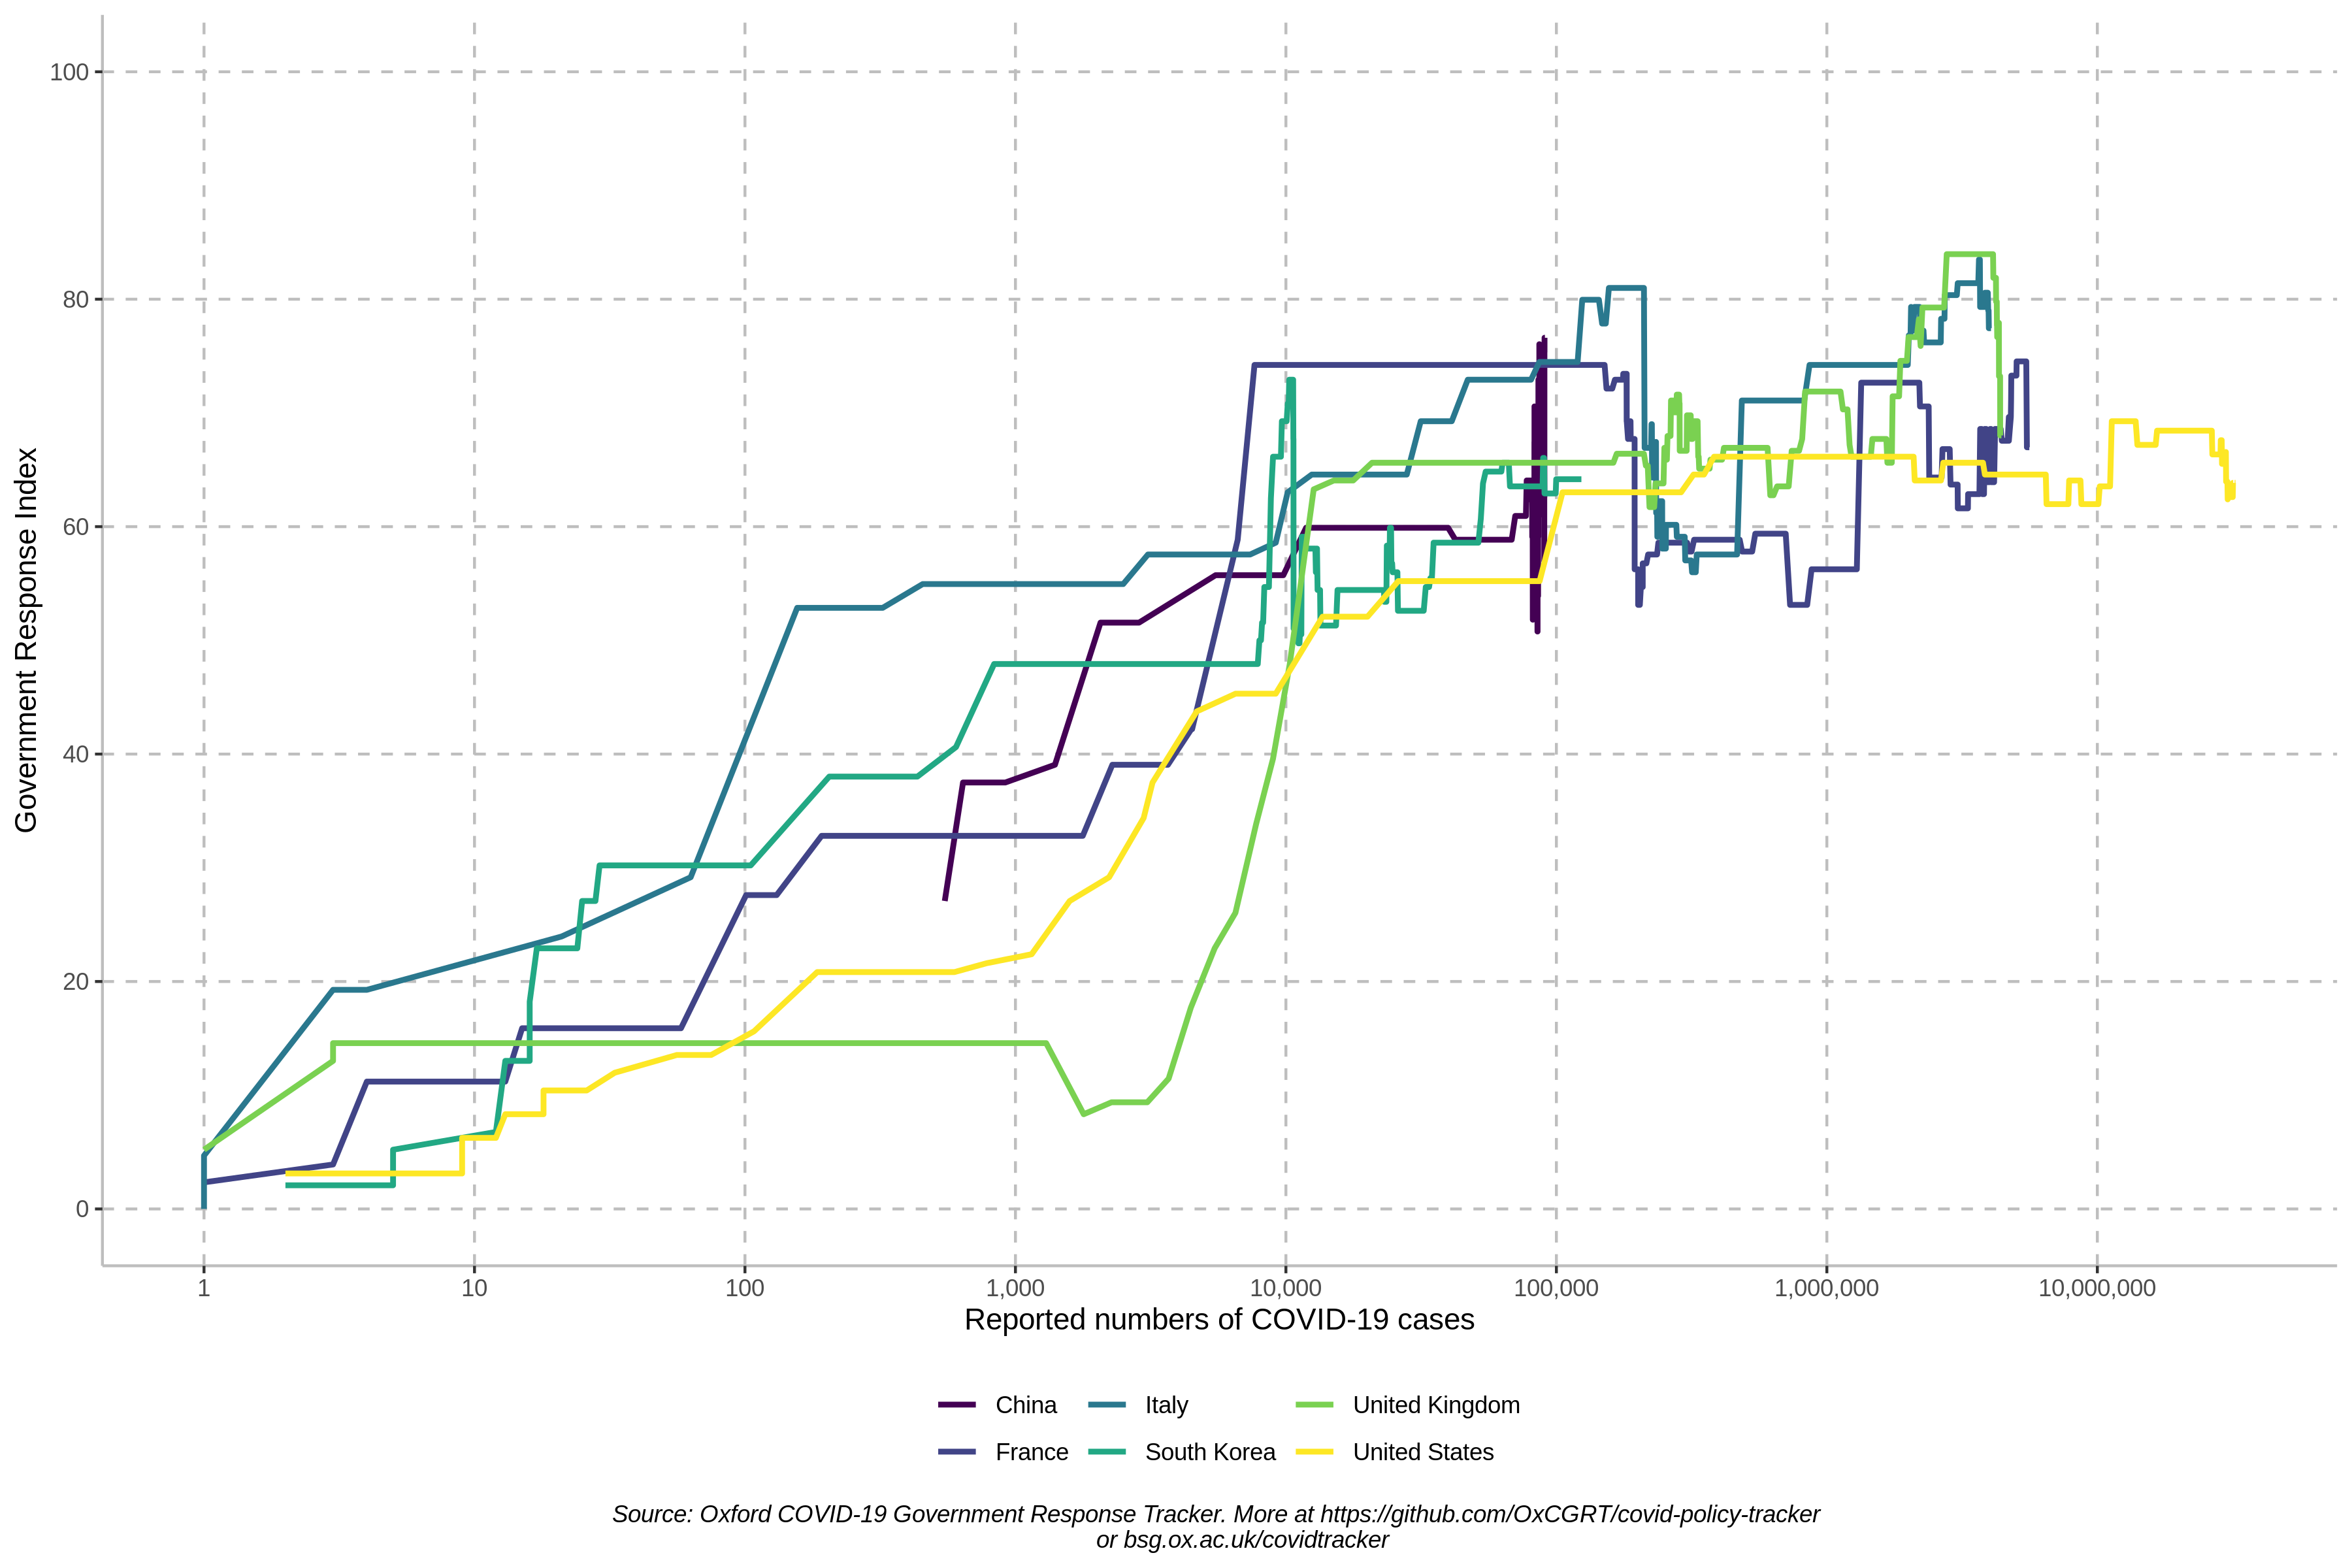 Government Response Index
100
80
60
40
20
0
1 10 100 1,000 10,000 100,000 1,000,000 10,000,000
Reported numbers of COVID-19 cases
China Italy United Kingdom
France South Korea United States
Source: Oxford COVID-19 Government Response Tracker. More at https://github.com/OxCGRT/covid-policy-tracker
or bsg.ox.ac.uk/covidtracker